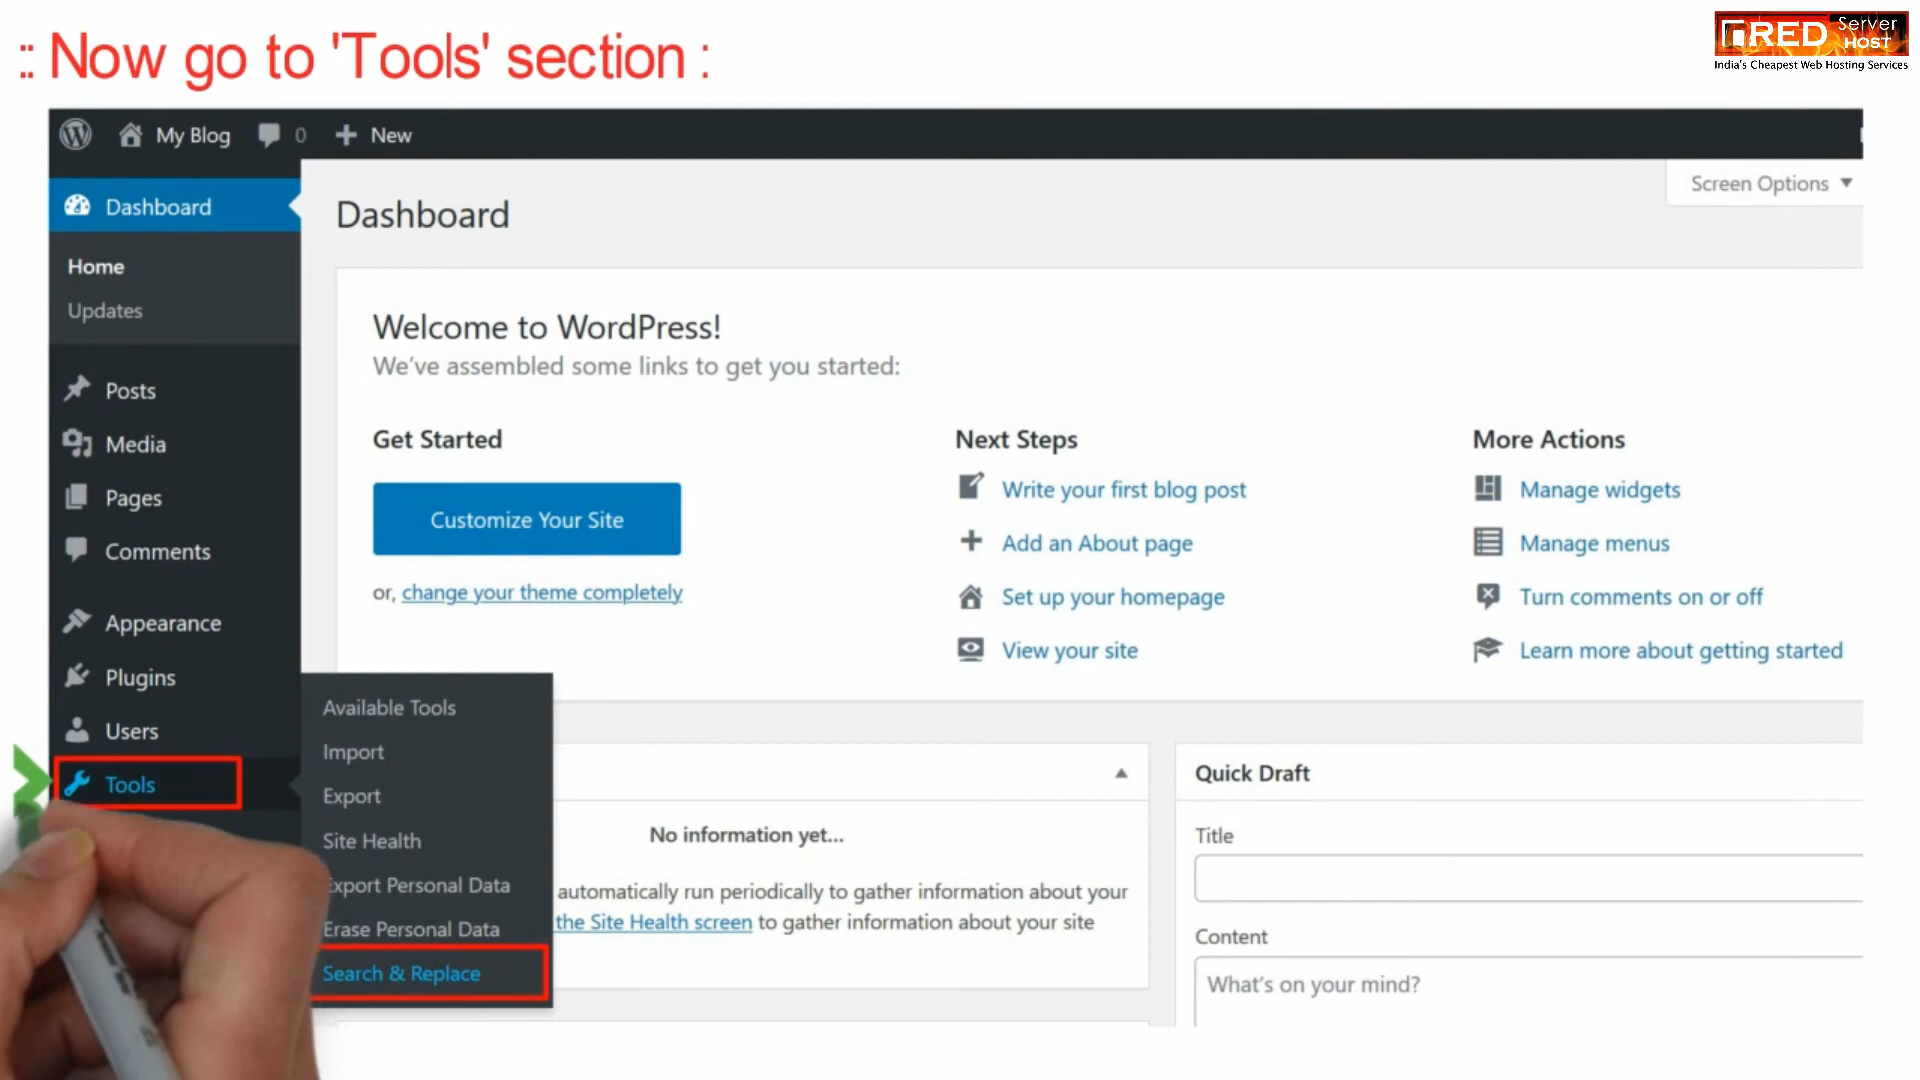 :: Now go to 'Tools' section :
RED Server HOST
India's Cheapest Web Hosting Services
My Blog 0 + New
Screen Options ▼
Dashboard
Home
Updates
Posts
Media
Pages
Comments
Appearance
Plugins
Users
Tools
Dashboard
Welcome to WordPress!
We've assembled some links to get you started:
Get Started
Customize Your Site
or, change your theme completely
Next Steps
Write your first blog post
Add an About page
Set up your homepage
View your site
More Actions
Manage widgets
Manage menus
Turn comments on or off
Learn more about getting started
Available Tools
Import
Export
Site Health
Export Personal Data
Erase Personal Data
Search & Replace
No information yet...
automatically run periodically to gather information about your
the Site Health screen to gather information about your site
Quick Draft
Title
Content
What's on your mind?